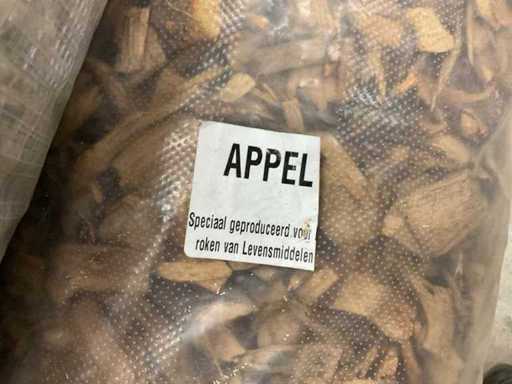 APPEL
Speciaal geproduceerd voor
roken van Levensmiddelen